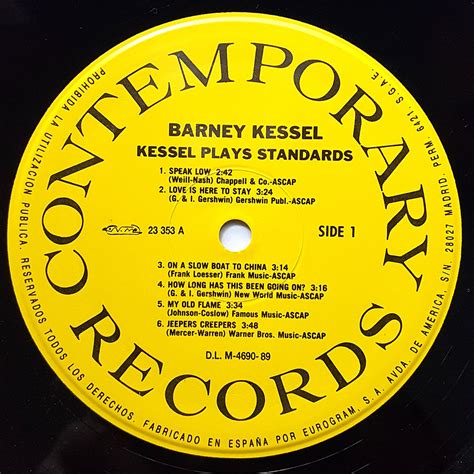 CONTEMPORARY RECORDS
PROHIBIDA LA UTILIZACION PUBLICA, RESERVADOS TODOS LOS DERECHOS. FABRICADO EN ESPAÑA POR EUROGRAM, S. A. AVDA. DE AMERICA, S/N. 28027 MADRID. PERM. 6421. S.G.A.E.
BARNEY KESSEL
KESSEL PLAYS STANDARDS
1. SPEAK LOW 2:42
(Weill-Nash) Chappell & Co.-ASCAP
2. LOVE IS HERE TO STAY 3:24
(G. & I. Gershwin) Gershwin Publ.-ASCAP
23 353 A
SIDE 1
3. ON A SLOW BOAT TO CHINA 3:14
(Frank Loesser) Frank Music-ASCAP
4. HOW LONG HAS THIS BEEN GOING ON? 3:16
(G. & I. Gershwin) New World Music-ASCAP
5. MY OLD FLAME 3:34
(Johnson-Coslow) Famous Music-ASCAP
6. JEEPERS CREEPERS 3:48
(Mercer-Warren) Warner Bros. Music-ASCAP
D.L. M-4690-89